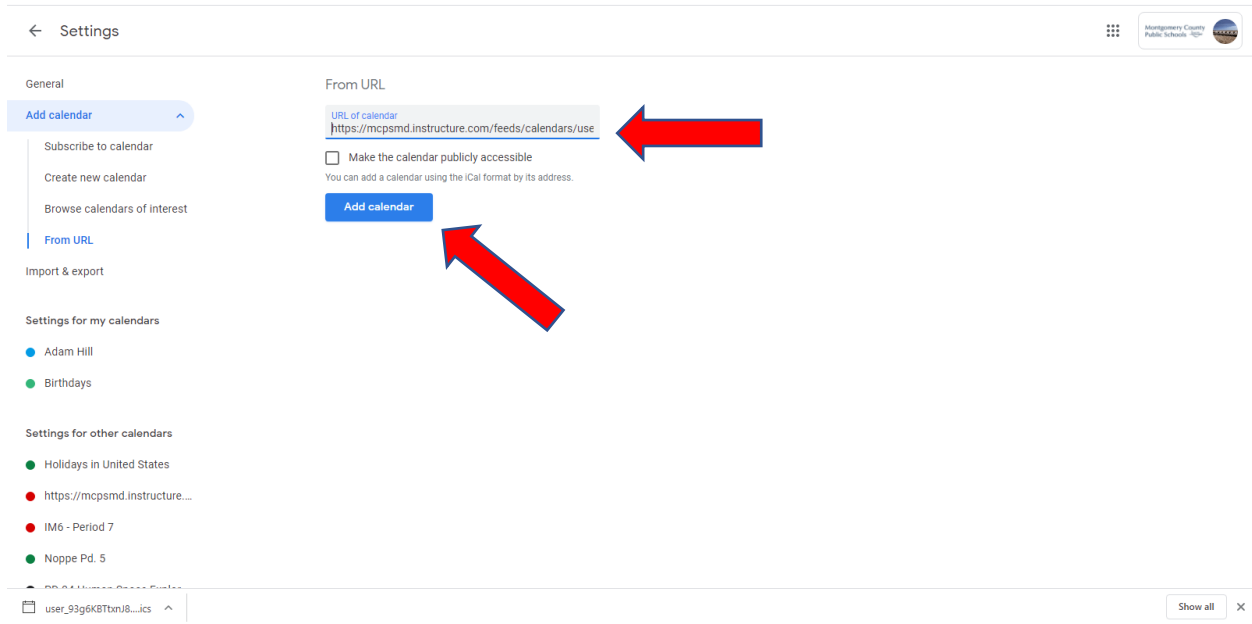 Settings
Montgomery County
Public Schools
General
Add calendar
Subscribe to calendar
Create new calendar
Browse calendars of interest
From URL
Import & export
Settings for my calendars
Adam Hill
Birthdays
Settings for other calendars
Holidays in United States
https://mcpsmd.instructure....
IM6 - Period 7
Noppe Pd. 5
From URL
URL of calendar
https://mcpsmd.instructure.com/feeds/calendars/use
Make the calendar publicly accessible
You can add a calendar using the iCal format by its address.
Add calendar
user_93g6KBTtxnJ8....ics
Show all